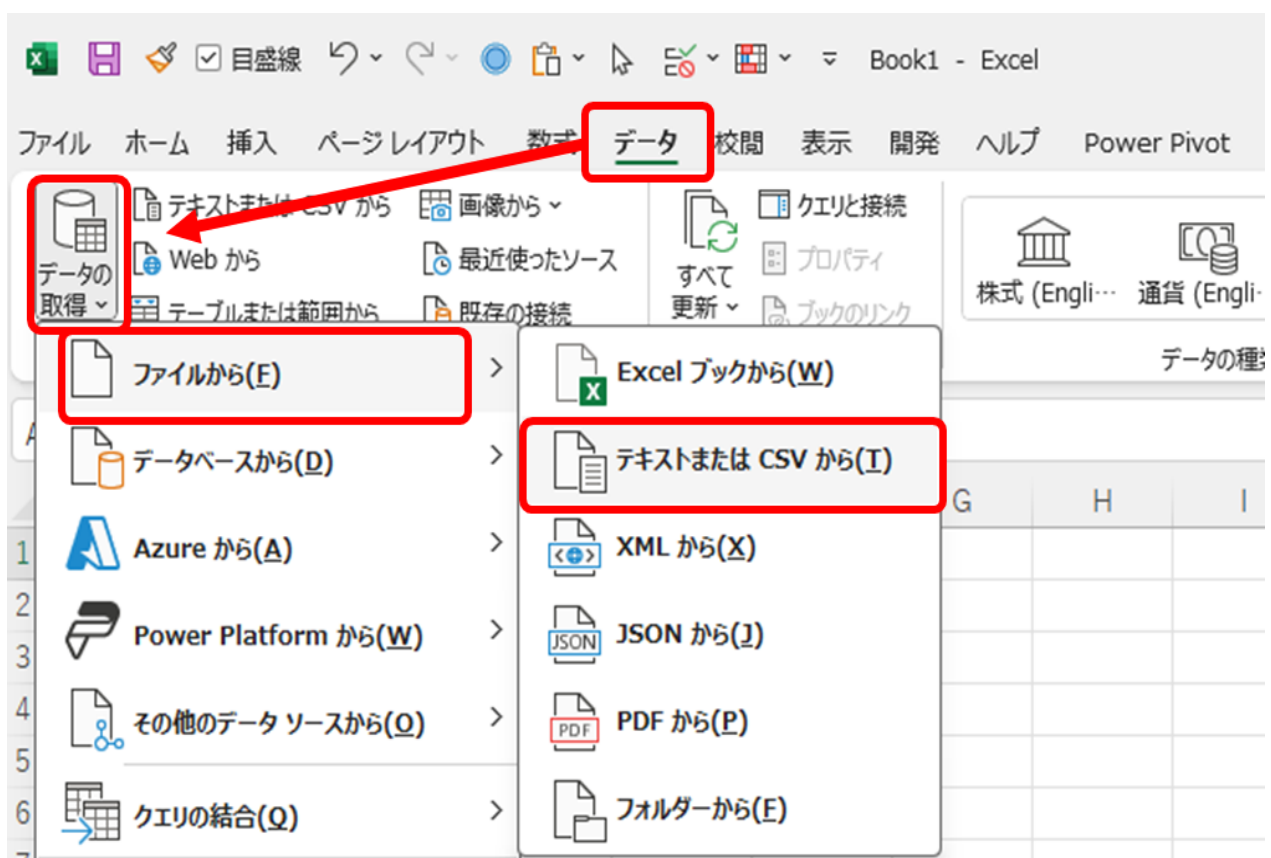 目盛線 Book1 - Excel
ファイル ホーム 挿入 ページ レイアウト 数式 データ 校閲 表示 開発 ヘルプ Power Pivot
データの
取得
テキストまたは CSV から
Web から
テーブルまたは範囲から
画像から
最近使ったソース
既存の接続
すべて
更新
クエリと接続
プロパティ
ブックのリンク
株式 (Engli… 通貨 (Engli…
データの種類
ファイルから(F)
データベースから(D)
Azure から(A)
Power Platform から(W)
その他のデータ ソースから(O)
クエリの結合(Q)
Excel ブックから(W)
テキストまたは CSV から(T)
XML から(X)
JSON から(J)
JSON
PDF から(P)
PDF
フォルダーから(F)
G H I
1
2
3
4
5
6